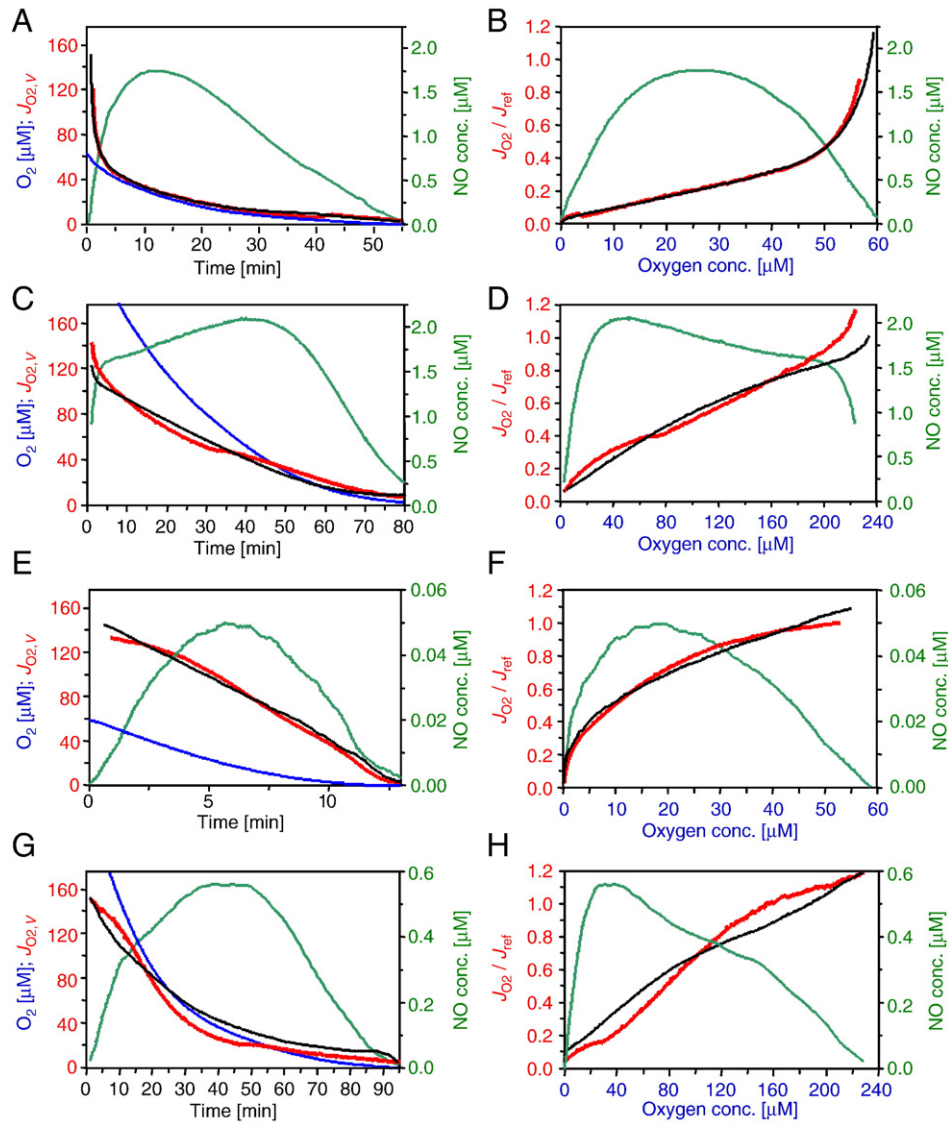 A
B
160
120
80
40
0
O2 [µM]; JO2,V
2.0
1.5
1.0
0.5
0.0
NO conc. [µM]
0 10 20 30 40 50
Time [min]
1.2
1.0
0.8
0.6
0.4
0.2
0.0
JO2 / Jref
2.0
1.5
1.0
0.5
0.0
NO conc. [µM]
0 10 20 30 40 50 60
Oxygen conc. [µM]
C
D
160
120
80
40
0
O2 [µM]; JO2,V
2.0
1.5
1.0
0.5
0.0
NO conc. [µM]
0 10 20 30 40 50 60 70 80
Time [min]
1.2
1.0
0.8
0.6
0.4
0.2
0.0
JO2 / Jref
2.0
1.5
1.0
0.5
0.0
NO conc. [µM]
0 40 80 120 160 200 240
Oxygen conc. [µM]
E
F
160
120
80
40
0
O2 [µM]; JO2,V
0.06
0.04
0.02
0.00
NO conc. [µM]
0 5 10
Time [min]
1.2
1.0
0.8
0.6
0.4
0.2
0.0
JO2 / Jref
0.06
0.04
0.02
0.00
NO conc. [µM]
0 10 20 30 40 50 60
Oxygen conc. [µM]
G
H
160
120
80
40
0
O2 [µM]; JO2,V
0.6
0.4
0.2
0.0
NO conc. [µM]
0 10 20 30 40 50 60 70 80 90
Time [min]
1.2
1.0
0.8
0.6
0.4
0.2
0.0
JO2 / Jref
0.6
0.4
0.2
0.0
NO conc. [µM]
0 40 80 120 160 200 240
Oxygen conc. [µM]